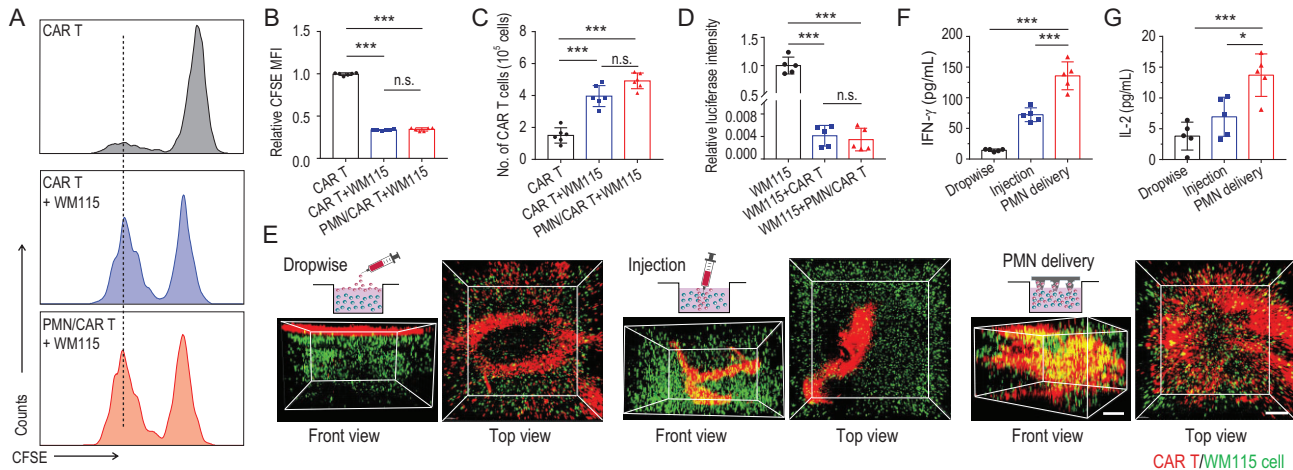 A
CAR T
CAR T
+ WM115
PMN/CAR T
+ WM115
Counts
CFSE
B
Relative CFSE MFI
1.5
1.0
0.5
0.0
***
***
n.s.
CAR T
CAR T+WM115
PMN/CAR T+WM115
C
No. of CAR T cells (10⁵ cells)
8
6
4
2
0
***
***
n.s.
CAR T
CAR T+WM115
PMN/CAR T+WM115
D
Relative luciferase intensity
1.5
1.0
0.5
0.008
0.004
0.000
***
***
n.s.
WM115
WM115+CAR T
WM115+PMN/CAR T
F
IFN-γ (pg/mL)
200
150
100
50
0
***
***
Dropwise
Injection
PMN delivery
G
IL-2 (pg/mL)
20
15
10
5
0
***
*
Dropwise
Injection
PMN delivery
E
Dropwise
Front view
Top view
Injection
Front view
Top view
PMN delivery
Front view
Top view
CAR T/WM115 cell